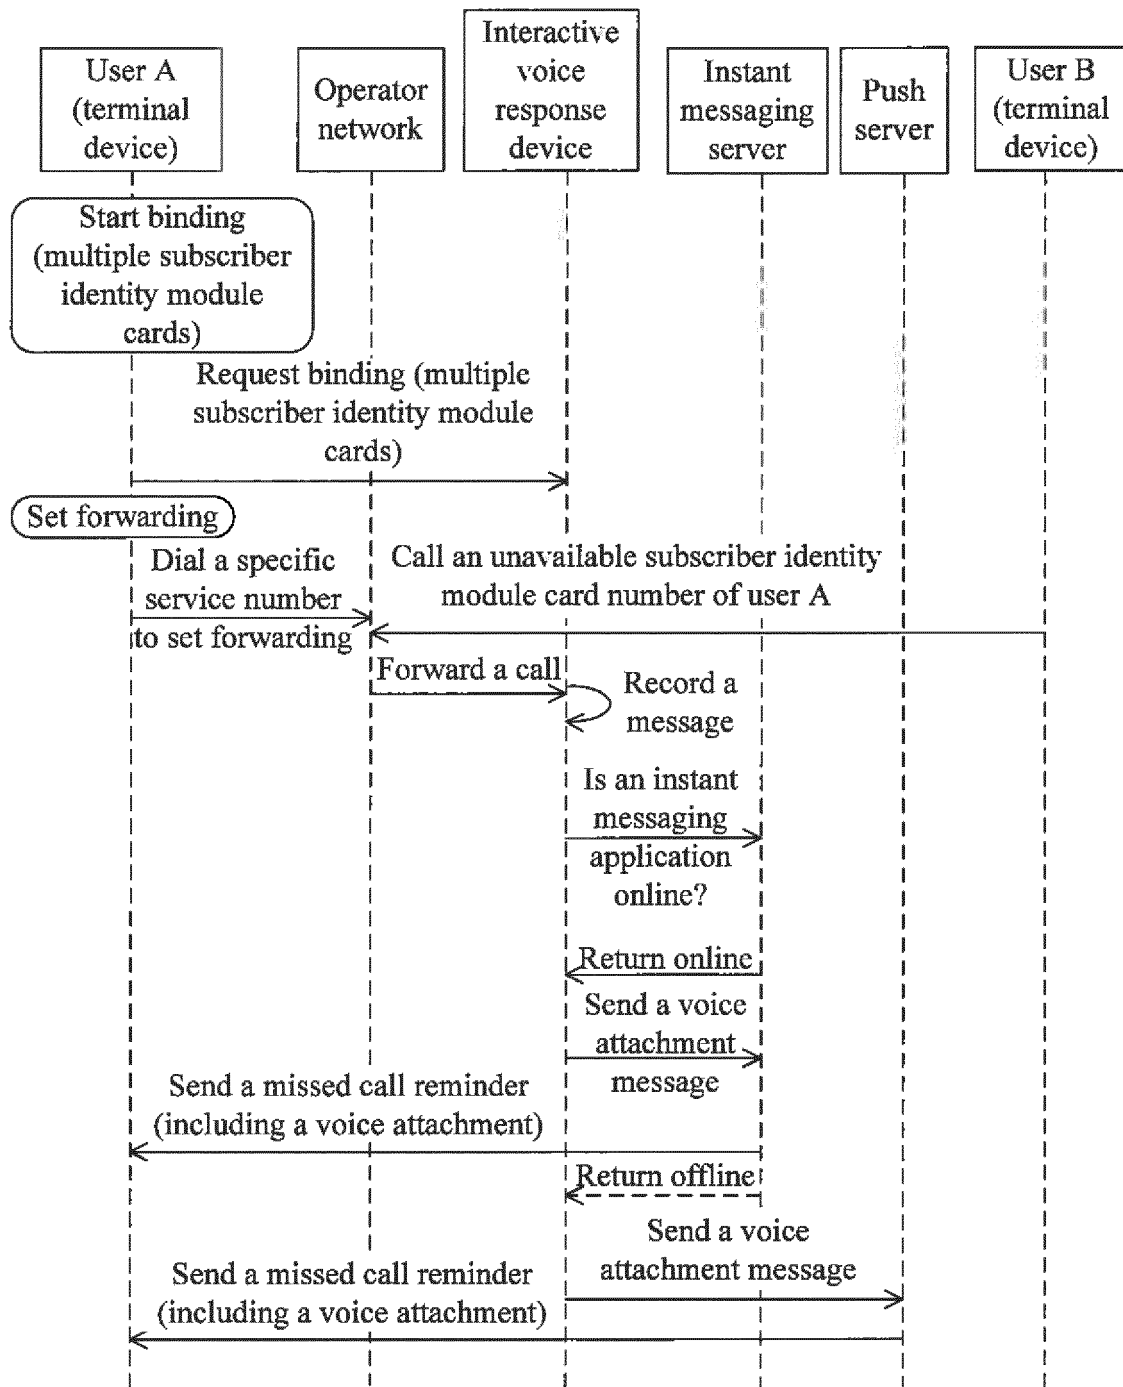 User A
(terminal
device)
Operator
network
Interactive
voice
response
device
Instant
messaging
server
Push
server
User B
(terminal
device)
Start binding
(multiple subscriber
identity module
cards)
Request binding (multiple
subscriber identity module
cards)
Set forwarding
Dial a specific
service number
to set forwarding
Call an unavailable subscriber identity
module card number of user A
Forward a call
Record a
message
Is an instant
messaging
application
online?
Return online
Send a voice
attachment
message
Send a missed call reminder
(including a voice attachment)
Return offline
Send a voice
attachment message
Send a missed call reminder
(including a voice attachment)